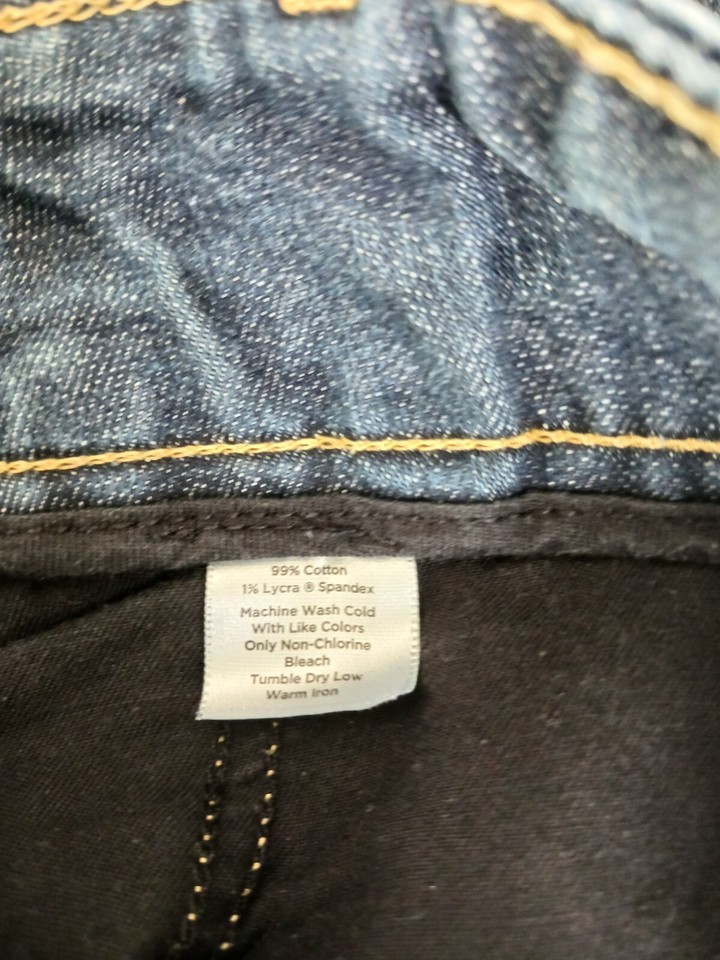 99% Cotton
1% Lycra ® Spandex
Machine Wash Cold
With Like Colors
Only Non-Chlorine
Bleach
Tumble Dry Low
Warm Iron